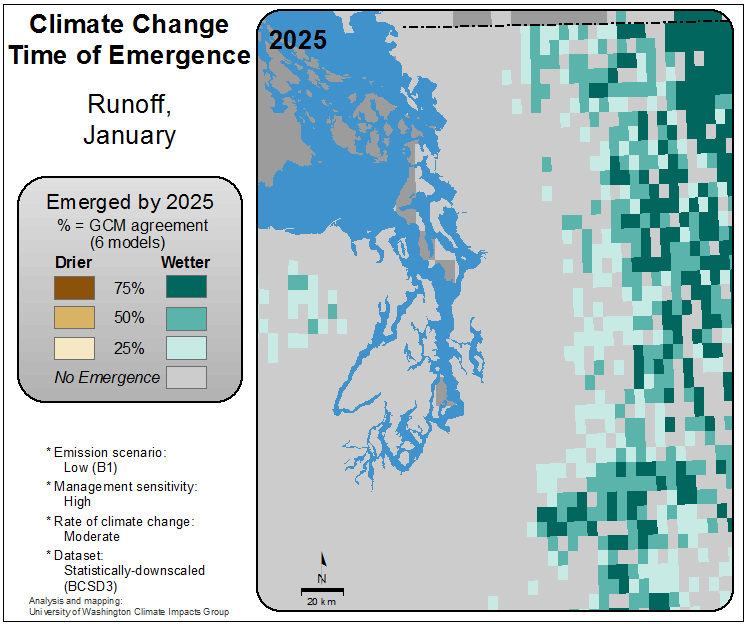 Climate Change
Time of Emergence
Runoff,
January
Emerged by 2025
% = GCM agreement
(6 models)
Drier Wetter
75%
50%
25%
No Emergence
* Emission scenario:
Low (B1)
* Management sensitivity:
High
* Rate of climate change:
Moderate
* Dataset:
Statistically-downscaled
(BCSD3)
Analysis and mapping:
University of Washington Climate Impacts Group
2025
N
20 km